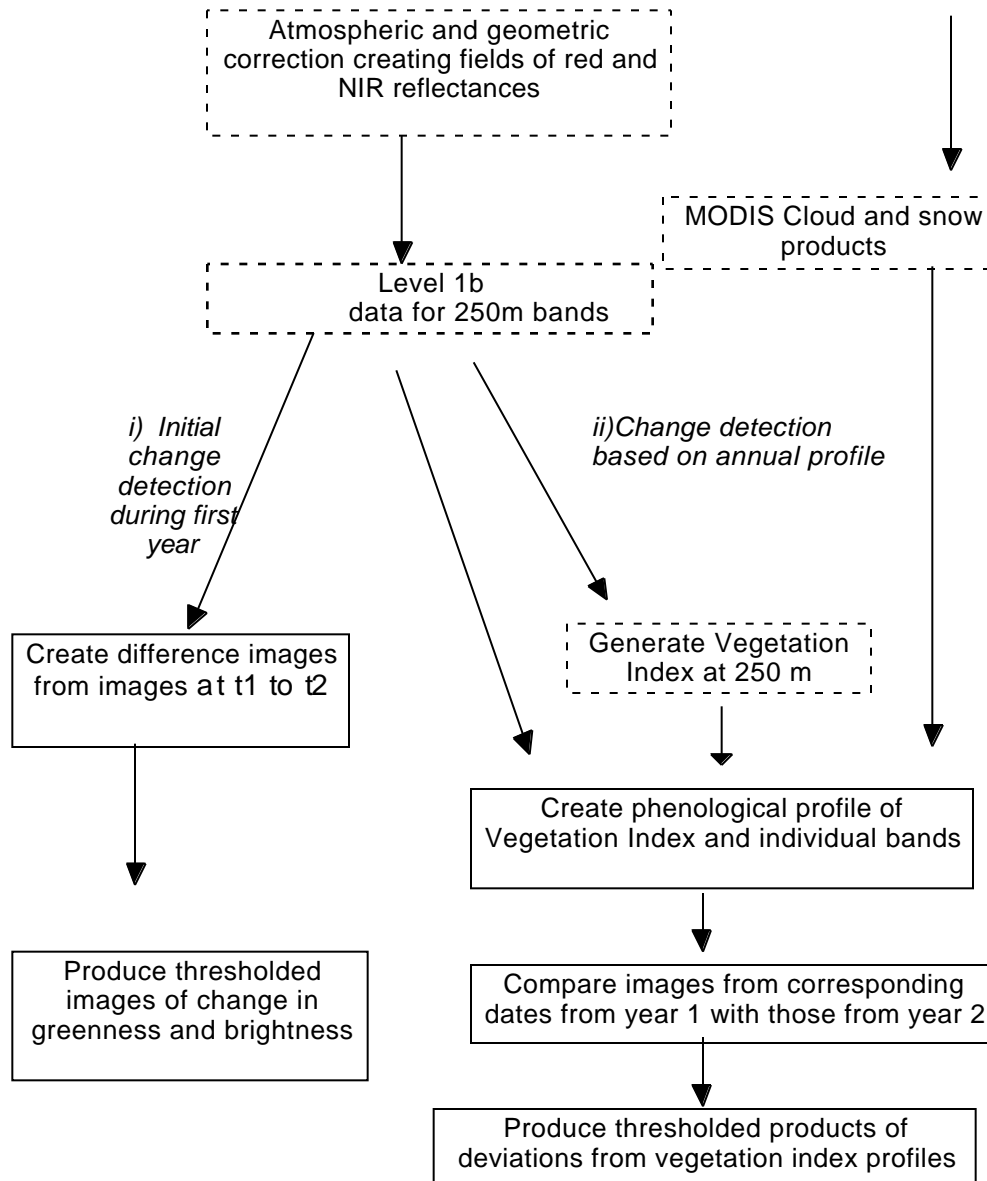 Atmospheric and geometric
correction creating fields of red and
NIR reflectances
MODIS Cloud and snow
products
Level 1b
data for 250m bands
i) Initial
change
detection
during first
year
ii)Change detection
based on annual profile
Create difference images
from images at t1 to t2
Generate Vegetation
Index at 250 m
Create phenological profile of
Vegetation Index and individual bands
Produce thresholded
images of change in
greenness and brightness
Compare images from corresponding
dates from year 1 with those from year 2
Produce thresholded products of
deviations from vegetation index profiles